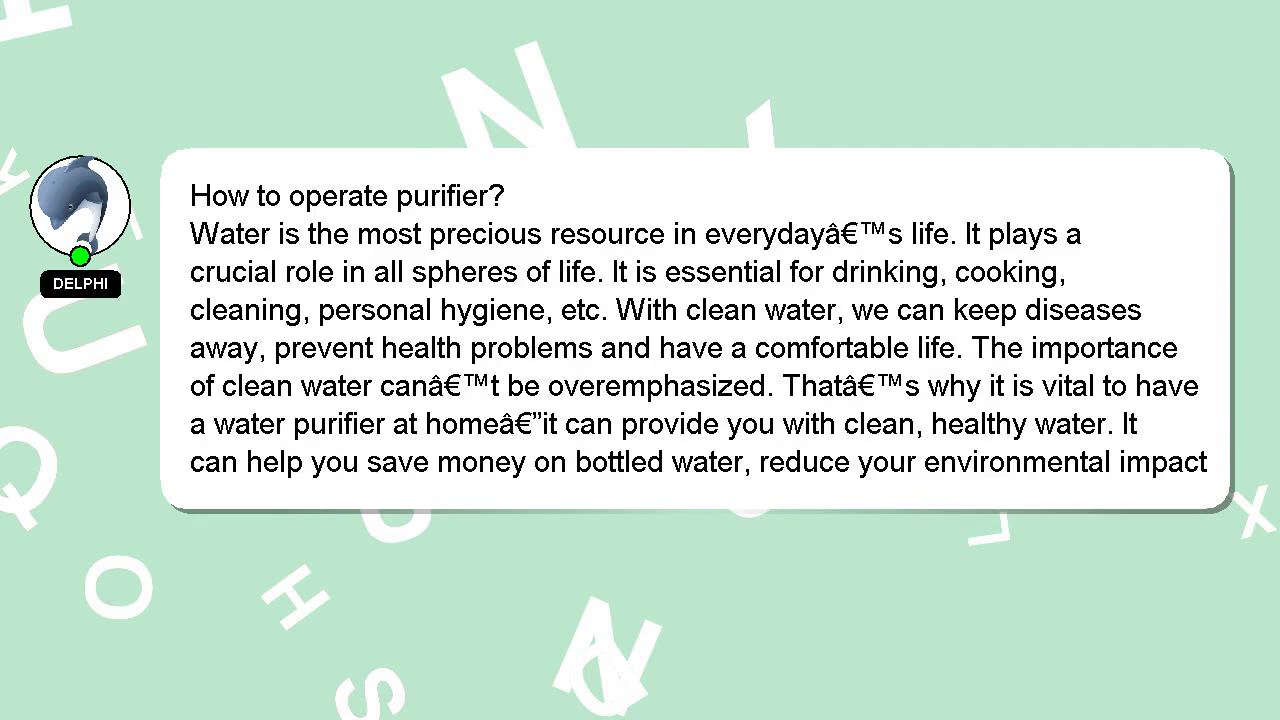 How to operate purifier?
Water is the most precious resource in everydayâ€™s life. It plays a
crucial role in all spheres of life. It is essential for drinking, cooking,
cleaning, personal hygiene, etc. With clean water, we can keep diseases
away, prevent health problems and have a comfortable life. The importance
of clean water canâ€™t be overemphasized. Thatâ€™s why it is vital to have
a water purifier at homeâ€”it can provide you with clean, healthy water. It
can help you save money on bottled water, reduce your environmental impact
DELPHI
N
U
Q
O
H
S
N
L
X